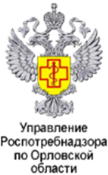 Управление
Роспотребнадзора
по Орловской
области